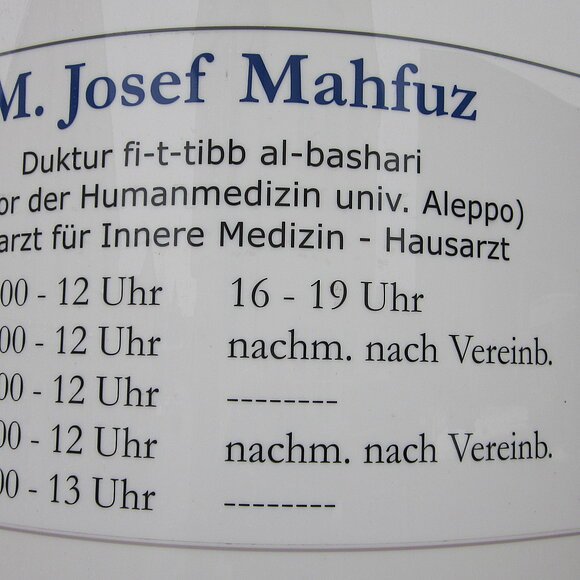 M. Josef Mahfuz
Duktur fi-t-tibb al-bashari
or der Humanmedizin univ. Aleppo)
arzt für Innere Medizin - Hausarzt
00 - 12 Uhr 16 - 19 Uhr
00 - 12 Uhr nachm. nach Vereinb.
00 - 12 Uhr --------
00 - 12 Uhr nachm. nach Vereinb.
00 - 13 Uhr --------